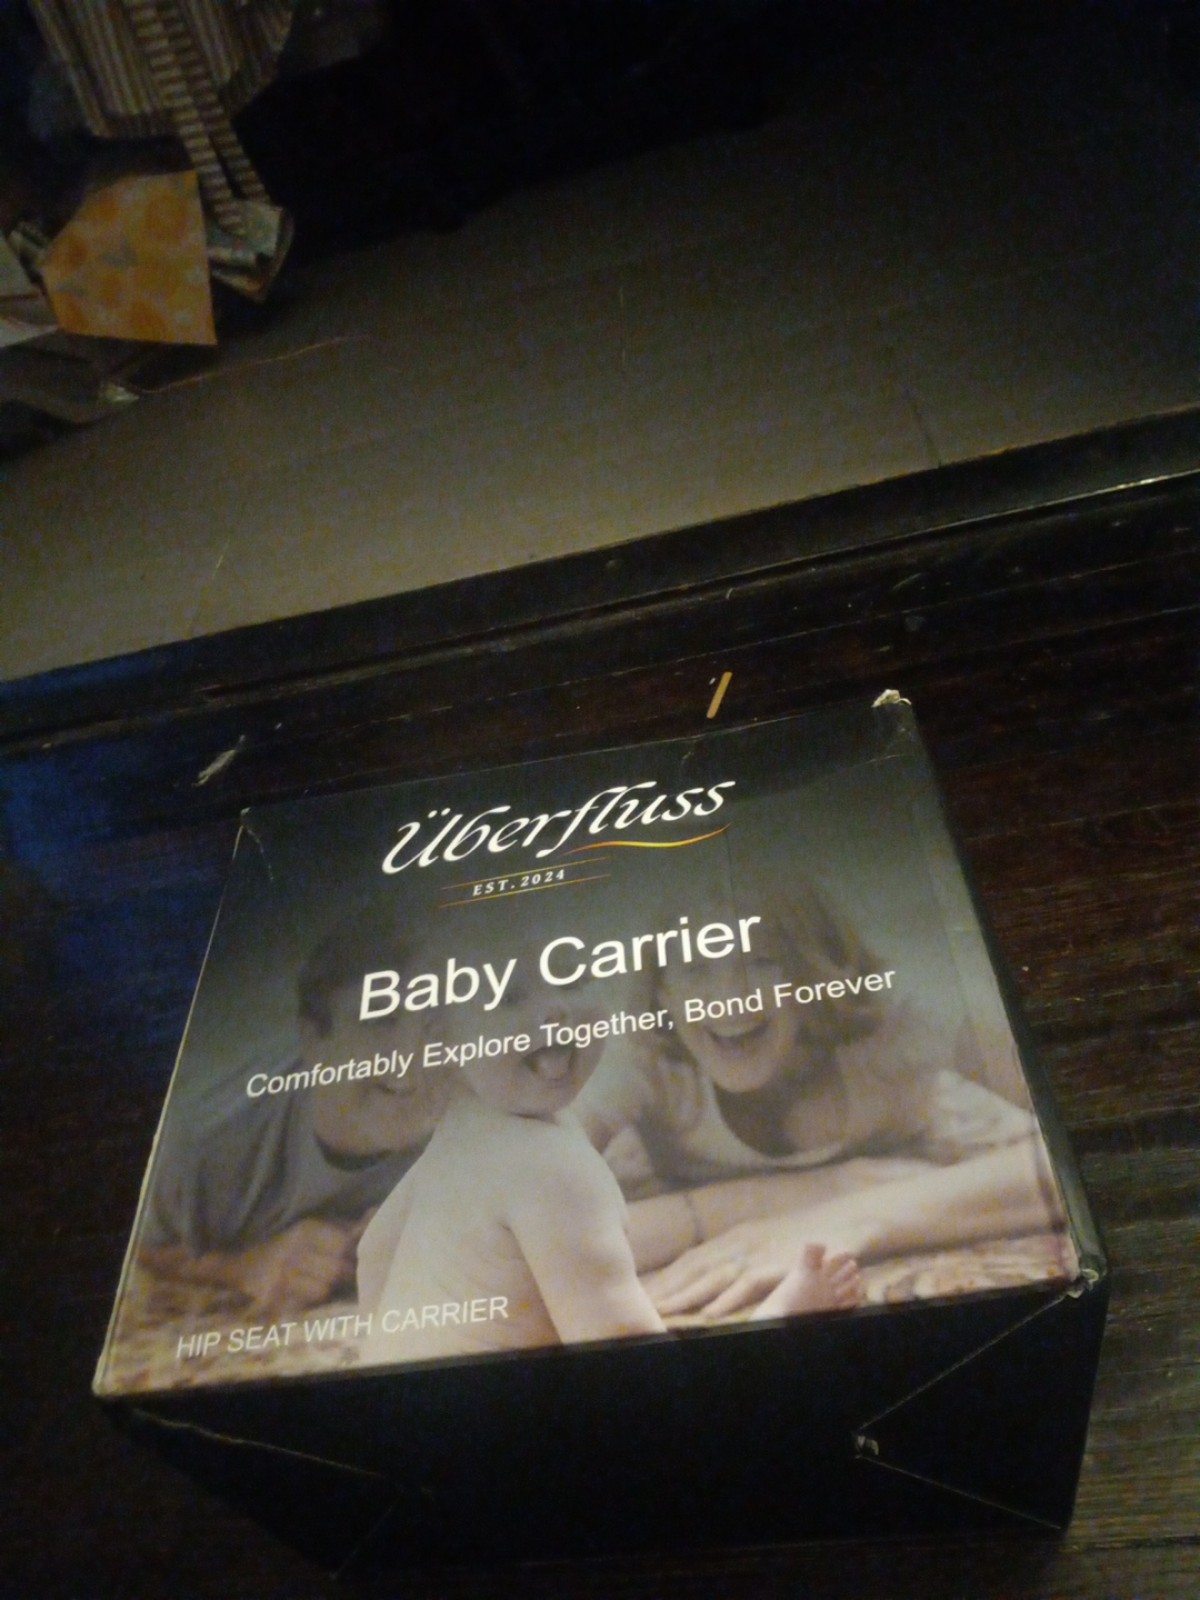 Überfluss
EST. 2024
Baby Carrier
Comfortably Explore Together, Bond Forever
HIP SEAT WITH CARRIER